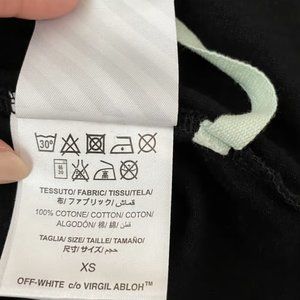 30°
TESSUTO/ FABRIC/ TISSU/TELA/
布/ファブリック/ قماش/
100% COTONE/ COTTON/ COTON/
ALGODÓN/ 棉/ 綿/ قطن
TAGLIA/ SIZE/ TAILLE/ TAMAÑO/
尺寸/ サイズ/ حجم
XS
OFF-WHITE c/o VIRGIL ABLOH™